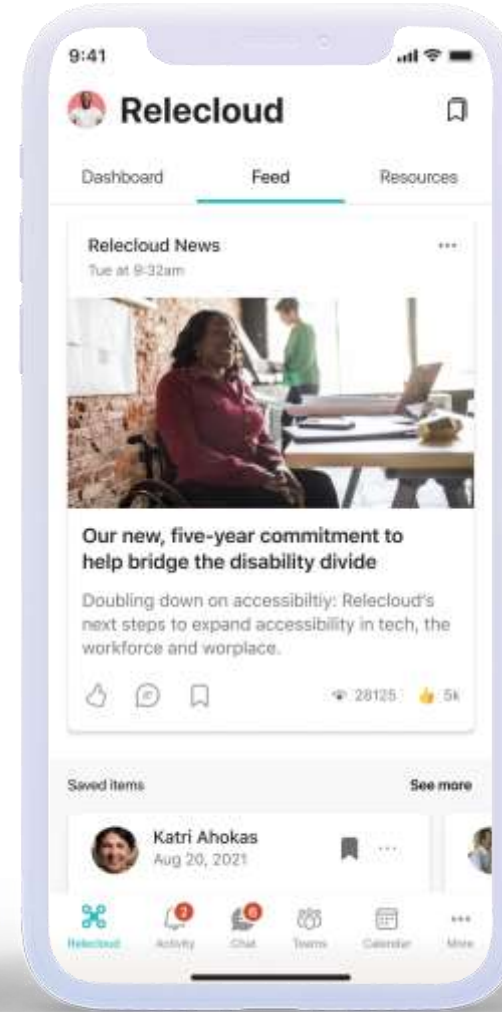 9:41
Relecloud
Dashboard Feed Resources
Relecloud News
Tue at 9:32am
Our new, five-year commitment to
help bridge the disability divide
Doubling down on accessibiltiy: Relecloud's
next steps to expand accessibility in tech, the
workforce and worplace.
28125 5k
Saved items See more
Katri Ahokas
Aug 20, 2021
2 6
Relecloud Activity Chat Teams Calendar More